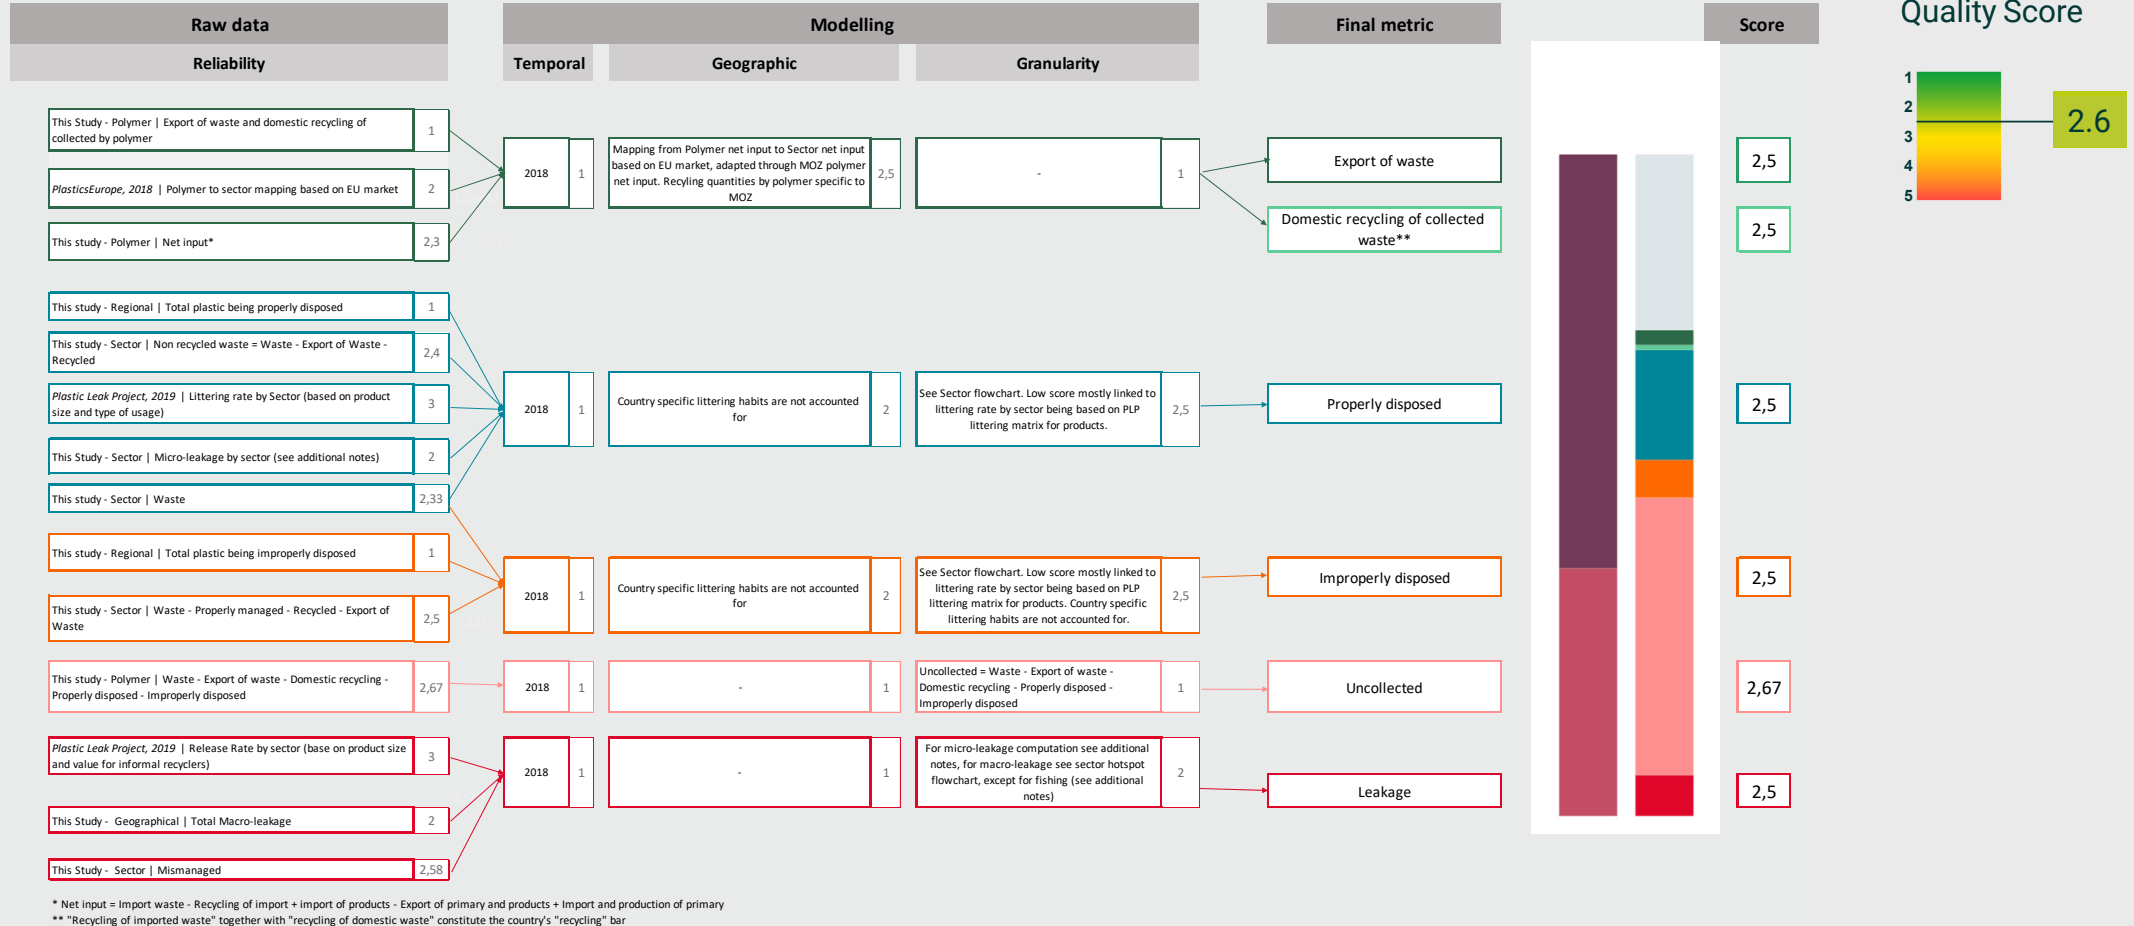 Quality Score
Raw data
Modelling
Final metric
Score
Reliability
Temporal
Geographic
Granularity
1
2
3
4
5
2.6
This Study - Polymer | Export of waste and domestic recycling of
collected by polymer
1
PlasticsEurope, 2018 | Polymer to sector mapping based on EU market
2
This study - Polymer | Net input*
2,3
2018
1
Mapping from Polymer net input to Sector net input
based on EU market, adapted through MOZ polymer
net input. Recyling quantities by polymer specific to
MOZ
2,5
-
1
Export of waste
2,5
Domestic recycling of collected
waste**
2,5
This study - Regional | Total plastic being properly disposed
1
This study - Sector | Non recycled waste = Waste - Export of Waste -
Recycled
2,4
Plastic Leak Project, 2019 | Littering rate by Sector (based on product
size and type of usage)
3
This Study - Sector | Micro-leakage by sector (see additional notes)
2
This study - Sector | Waste
2,33
2018
1
Country specific littering habits are not accounted
for
2
See Sector flowchart. Low score mostly linked to
littering rate by sector being based on PLP
littering matrix for products.
2,5
Properly disposed
2,5
This study - Regional | Total plastic being improperly disposed
1
This study - Sector | Waste - Properly managed - Recycled - Export of
Waste
2,5
2018
1
Country specific littering habits are not accounted
for
2
See Sector flowchart. Low score mostly linked to
littering rate by sector being based on PLP
littering matrix for products. Country specific
littering habits are not accounted for.
2,5
Improperly disposed
2,5
This study - Polymer | Waste - Export of waste - Domestic recycling -
Properly disposed - Improperly disposed
2,67
2018
1
-
1
Uncollected = Waste - Export of waste -
Domestic recycling - Properly disposed -
Improperly disposed
1
Uncollected
2,67
Plastic Leak Project, 2019 | Release Rate by sector (base on product size
and value for informal recyclers)
3
This Study - Geographical | Total Macro-leakage
2
This Study - Sector | Mismanaged
2,58
2018
1
-
1
For micro-leakage computation see additional
notes, for macro-leakage see sector hotspot
flowchart, except for fishing (see additional
notes)
2
Leakage
2,5
* Net input = Import waste - Recycling of import + import of products - Export of primary and products + Import and production of primary
** "Recycling of imported waste" together with "recycling of domestic waste" constitute the country's "recycling" bar